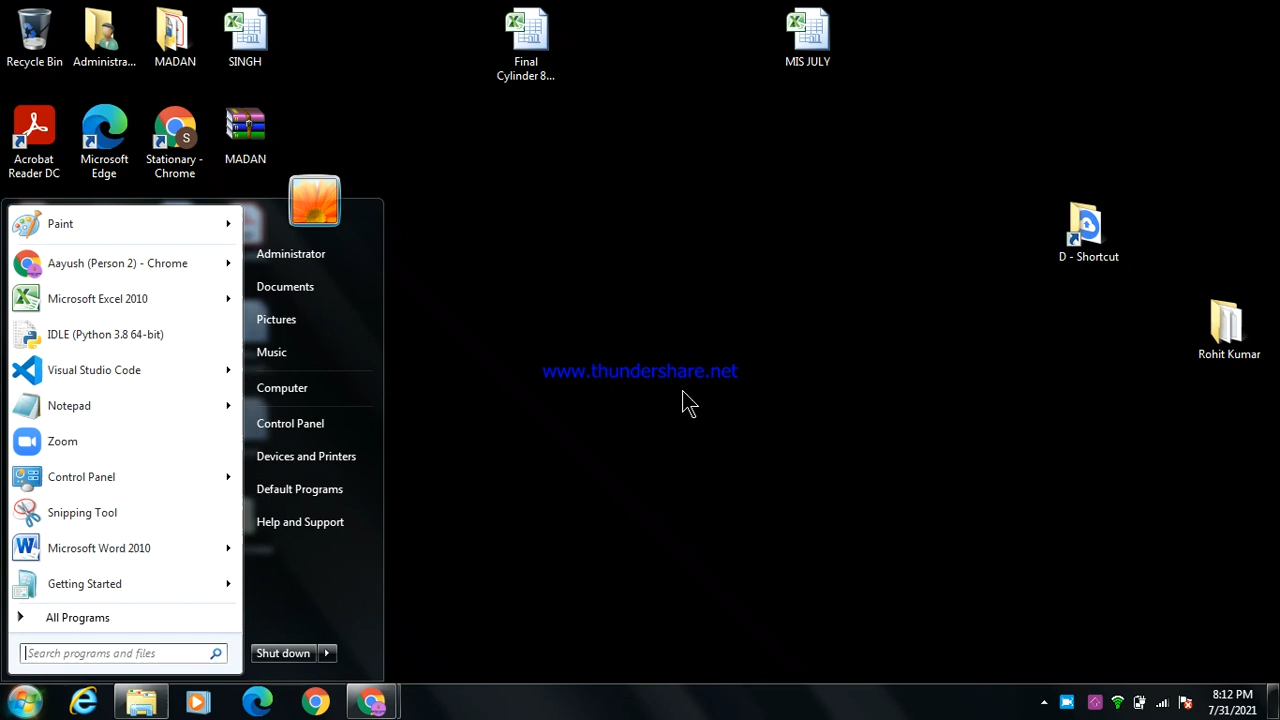 Recycle Bin
Administra...
MADAN
SINGH
Final
Cylinder 8...
MIS JULY
Acrobat
Reader DC
Microsoft
Edge
S
Stationary -
Chrome
MADAN
D - Shortcut
Rohit Kumar
www.thundershare.net
Paint
Aayush (Person 2) - Chrome
Microsoft Excel 2010
IDLE (Python 3.8 64-bit)
Visual Studio Code
Notepad
Zoom
Control Panel
Snipping Tool
Microsoft Word 2010
Getting Started
All Programs
Search programs and files
Administrator
Documents
Pictures
Music
Computer
Control Panel
Devices and Printers
Default Programs
Help and Support
Shut down
8:12 PM
7/31/2021